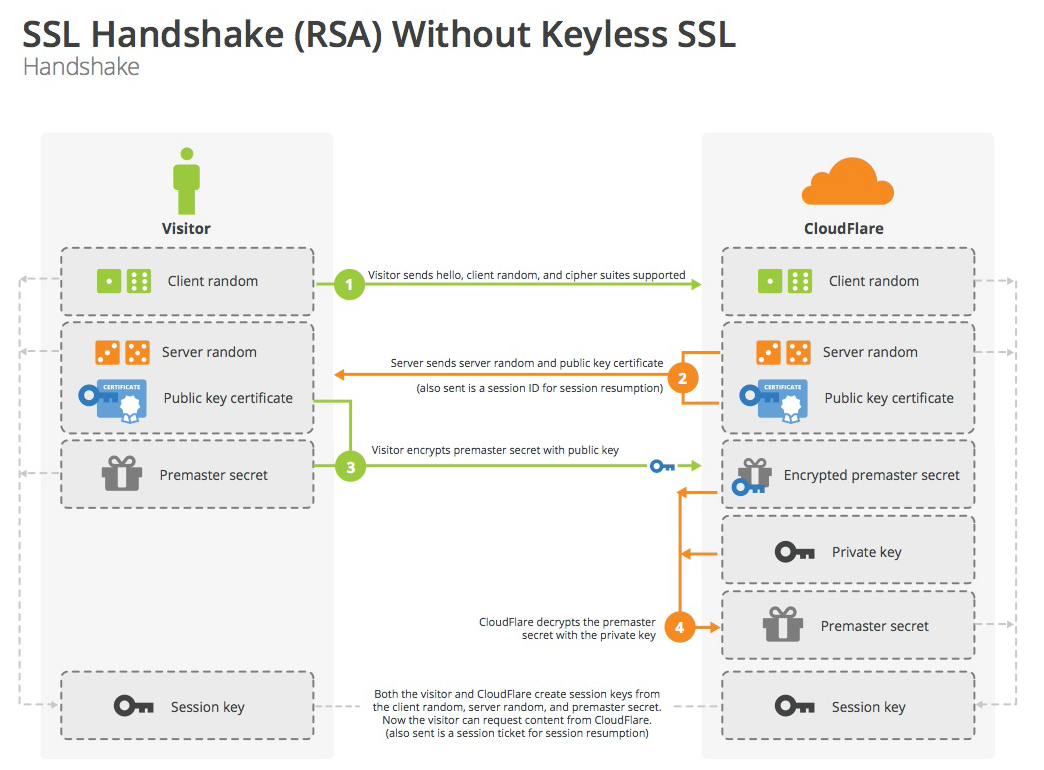 SSL Handshake (RSA) Without Keyless SSL
Handshake
Visitor
CloudFlare
Client random
1
Visitor sends hello, client random, and cipher suites supported
Client random
Server random
CERTIFICATE
Public key certificate
Server sends server random and public key certificate
(also sent is a session ID for session resumption)
2
Server random
CERTIFICATE
Public key certificate
Premaster secret
3
Visitor encrypts premaster secret with public key
Encrypted premaster secret
Private key
CloudFlare decrypts the premaster
secret with the private key
4
Premaster secret
Session key
Both the visitor and CloudFlare create session keys from
the client random, server random, and premaster secret.
Now the visitor can request content from CloudFlare.
(also sent is a session ticket for session resumption)
Session key